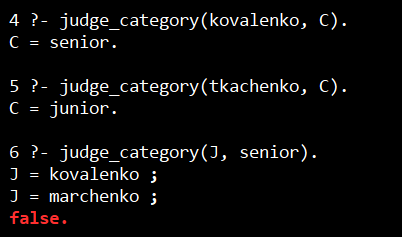 4 ?- judge_category(kovalenko, C).
C = senior.
5 ?- judge_category(tkachenko, C).
C = junior.
6 ?- judge_category(J, senior).
J = kovalenko ;
J = marchenko ;
false.